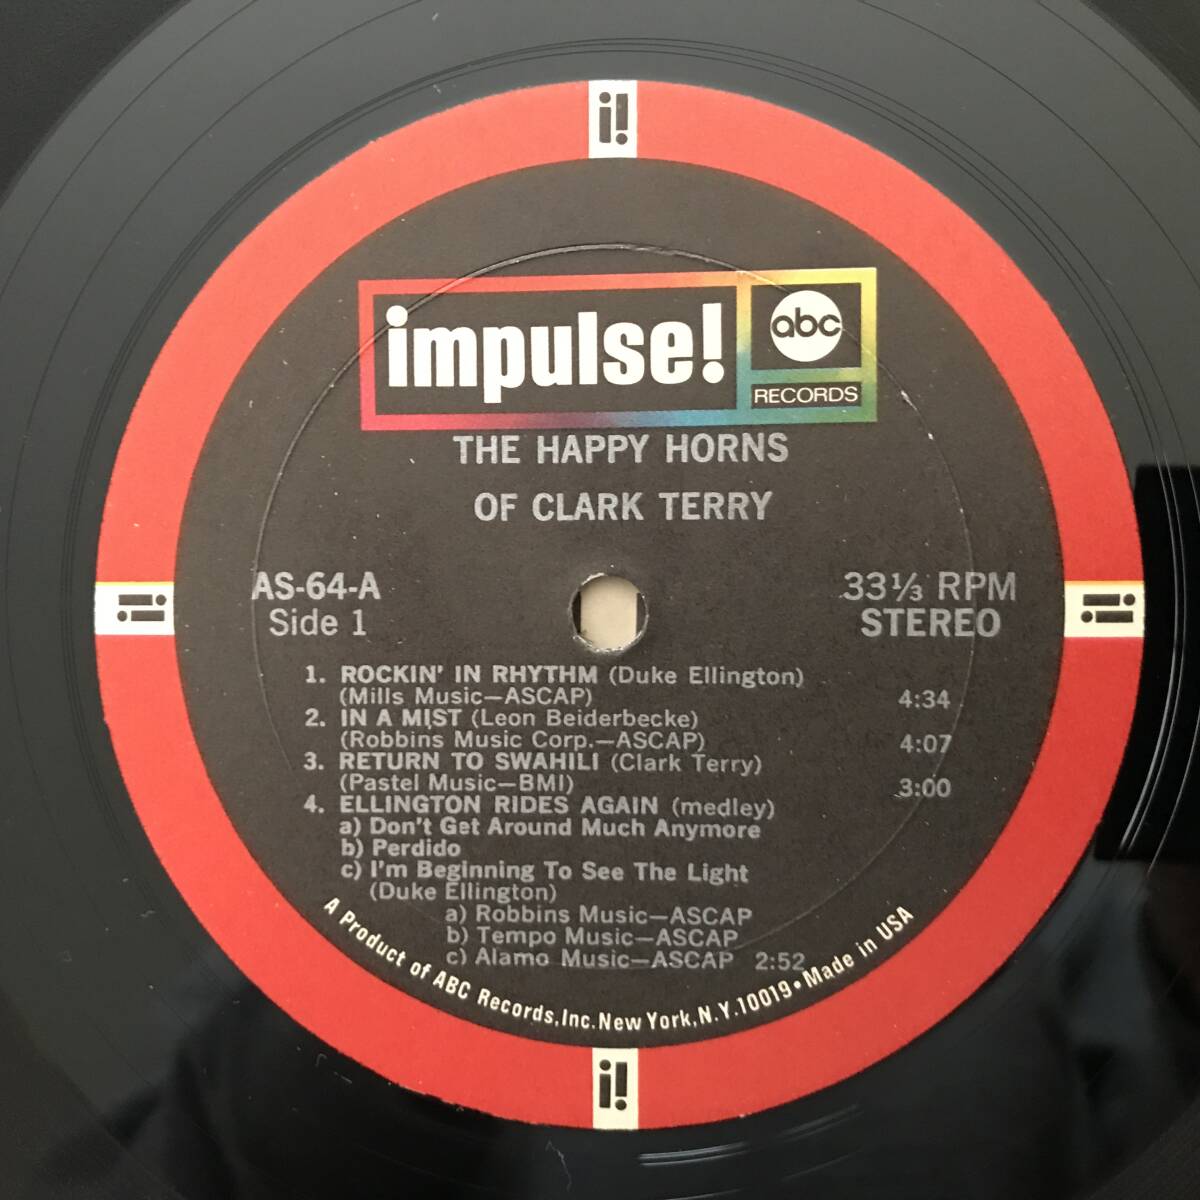 impulse!
abc
RECORDS
THE HAPPY HORNS
OF CLARK TERRY
AS-64-A
Side 1
33⅓ RPM
STEREO
1. ROCKIN' IN RHYTHM (Duke Ellington)
(Mills Music—ASCAP) 4:34
2. IN A MIST (Leon Beiderbecke)
(Robbins Music Corp.—ASCAP) 4:07
3. RETURN TO SWAHILI (Clark Terry)
(Pastel Music—BMI) 3:00
4. ELLINGTON RIDES AGAIN (medley)
a) Don't Get Around Much Anymore
b) Perdido
c) I'm Beginning To See The Light
(Duke Ellington)
a) Robbins Music—ASCAP
b) Tempo Music—ASCAP
c) Alamo Music—ASCAP 2:52
A Product of ABC Records, Inc. New York, N.Y. 10019 • Made in USA
i!
i!
i!
i!